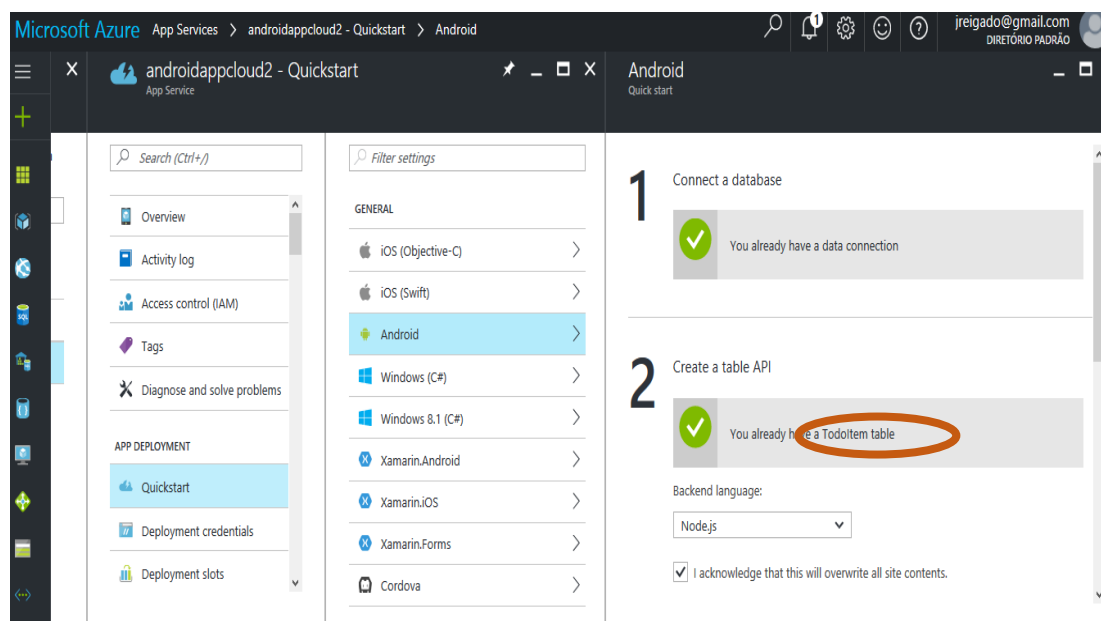 Microsoft Azure App Services > androidappcloud2 - Quickstart > Android
1
jreigado@gmail.com
DIRETÓRIO PADRÃO
androidappcloud2 - Quickstart
App Service
Search (Ctrl+/)
Overview
Activity log
Access control (IAM)
Tags
Diagnose and solve problems
APP DEPLOYMENT
Quickstart
Deployment credentials
Deployment slots
Filter settings
GENERAL
iOS (Objective-C)
iOS (Swift)
Android
Windows (C#)
Windows 8.1 (C#)
Xamarin.Android
Xamarin.iOS
Xamarin.Forms
Cordova
Android
Quick start
1
Connect a database
You already have a data connection
2
Create a table API
You already have a TodoItem table
Backend language:
Node.js
I acknowledge that this will overwrite all site contents.
SQL